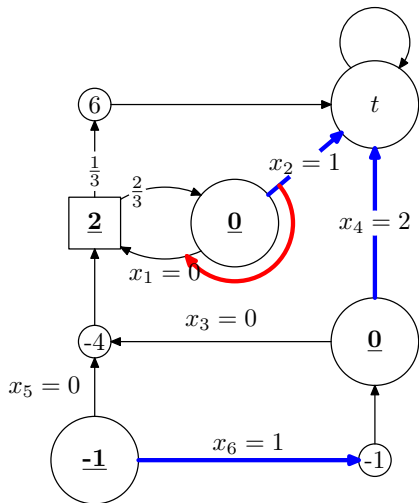 6
t
x₂ = 1
1/3
2/3
2
0
x₁ = 0
x₄ = 2
x₃ = 0
-4
0
x₅ = 0
x₆ = 1
-1
-1